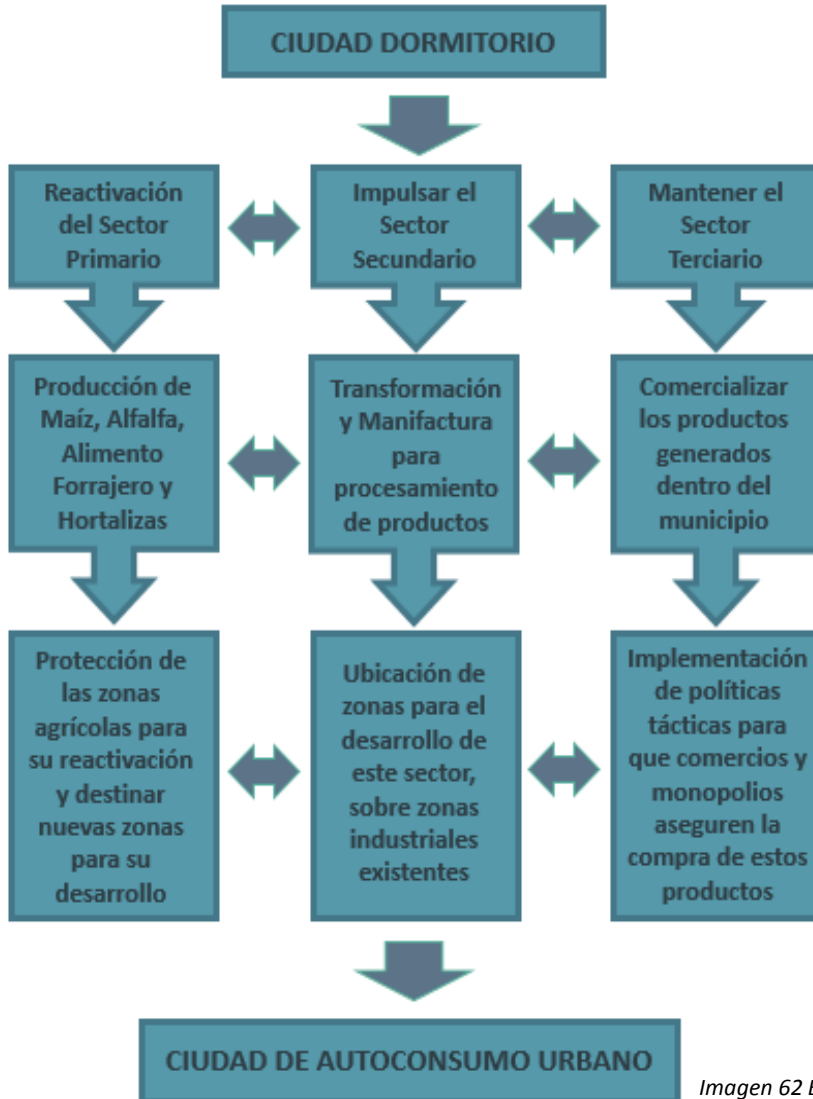 CIUDAD DORMITORIO
Reactivación
del Sector
Primario
Impulsar el
Sector
Secundario
Mantener el
Sector
Terciario
Producción de
Maíz, Alfalfa,
Alimento
Forrajero y
Hortalizas
Transformación
y Manifactura
para
procesamiento
de productos
Comercializar
los productos
generados
dentro del
municipio
Protección de
las zonas
agrícolas para
su reactivación
y destinar
nuevas zonas
para su
desarrollo
Ubicación de
zonas para el
desarrollo de
este sector,
sobre zonas
industriales
existentes
Implementación
de políticas
tácticas para
que comercios y
monopolios
aseguren la
compra de estos
productos
CIUDAD DE AUTOCONSUMO URBANO
Imagen 62